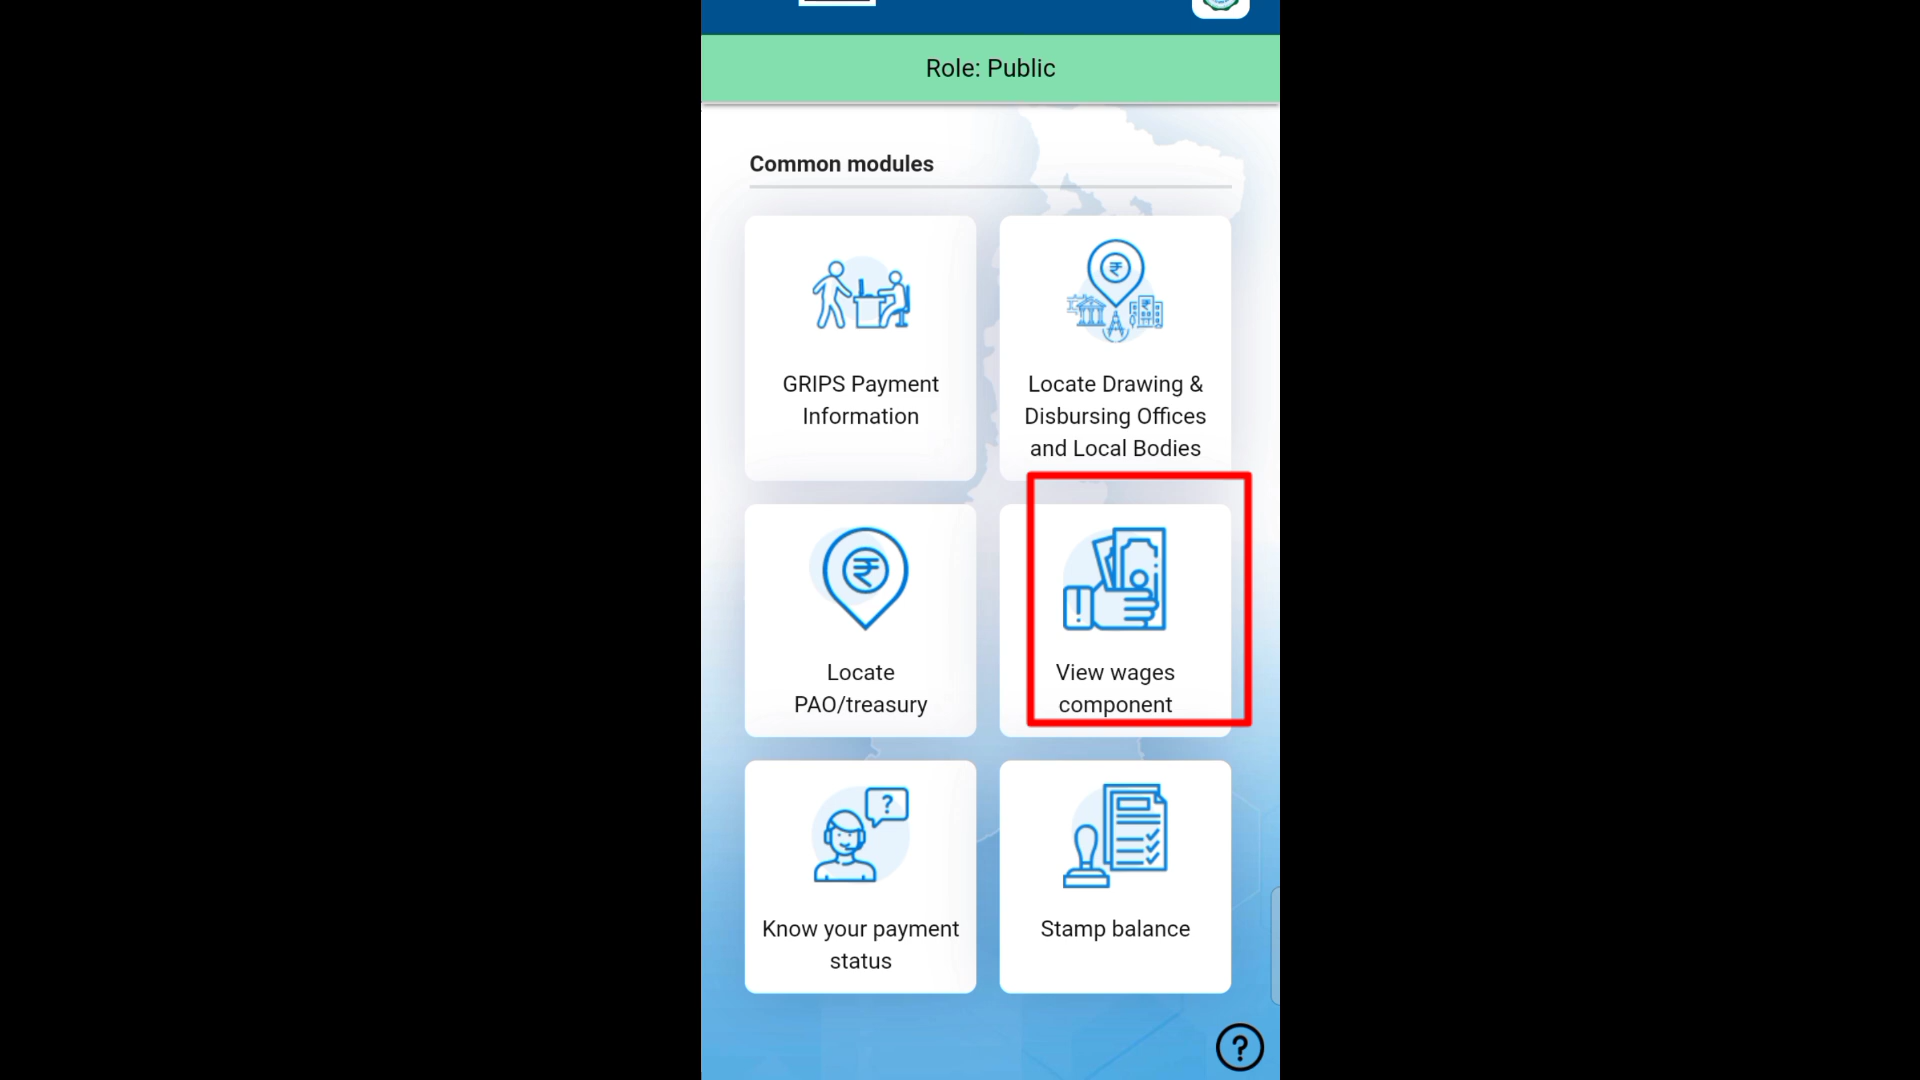 Role: Public
Common modules
GRIPS Payment
Information
Locate Drawing &
Disbursing Offices
and Local Bodies
Locate
PAO/treasury
View wages
component
Know your payment
status
Stamp balance